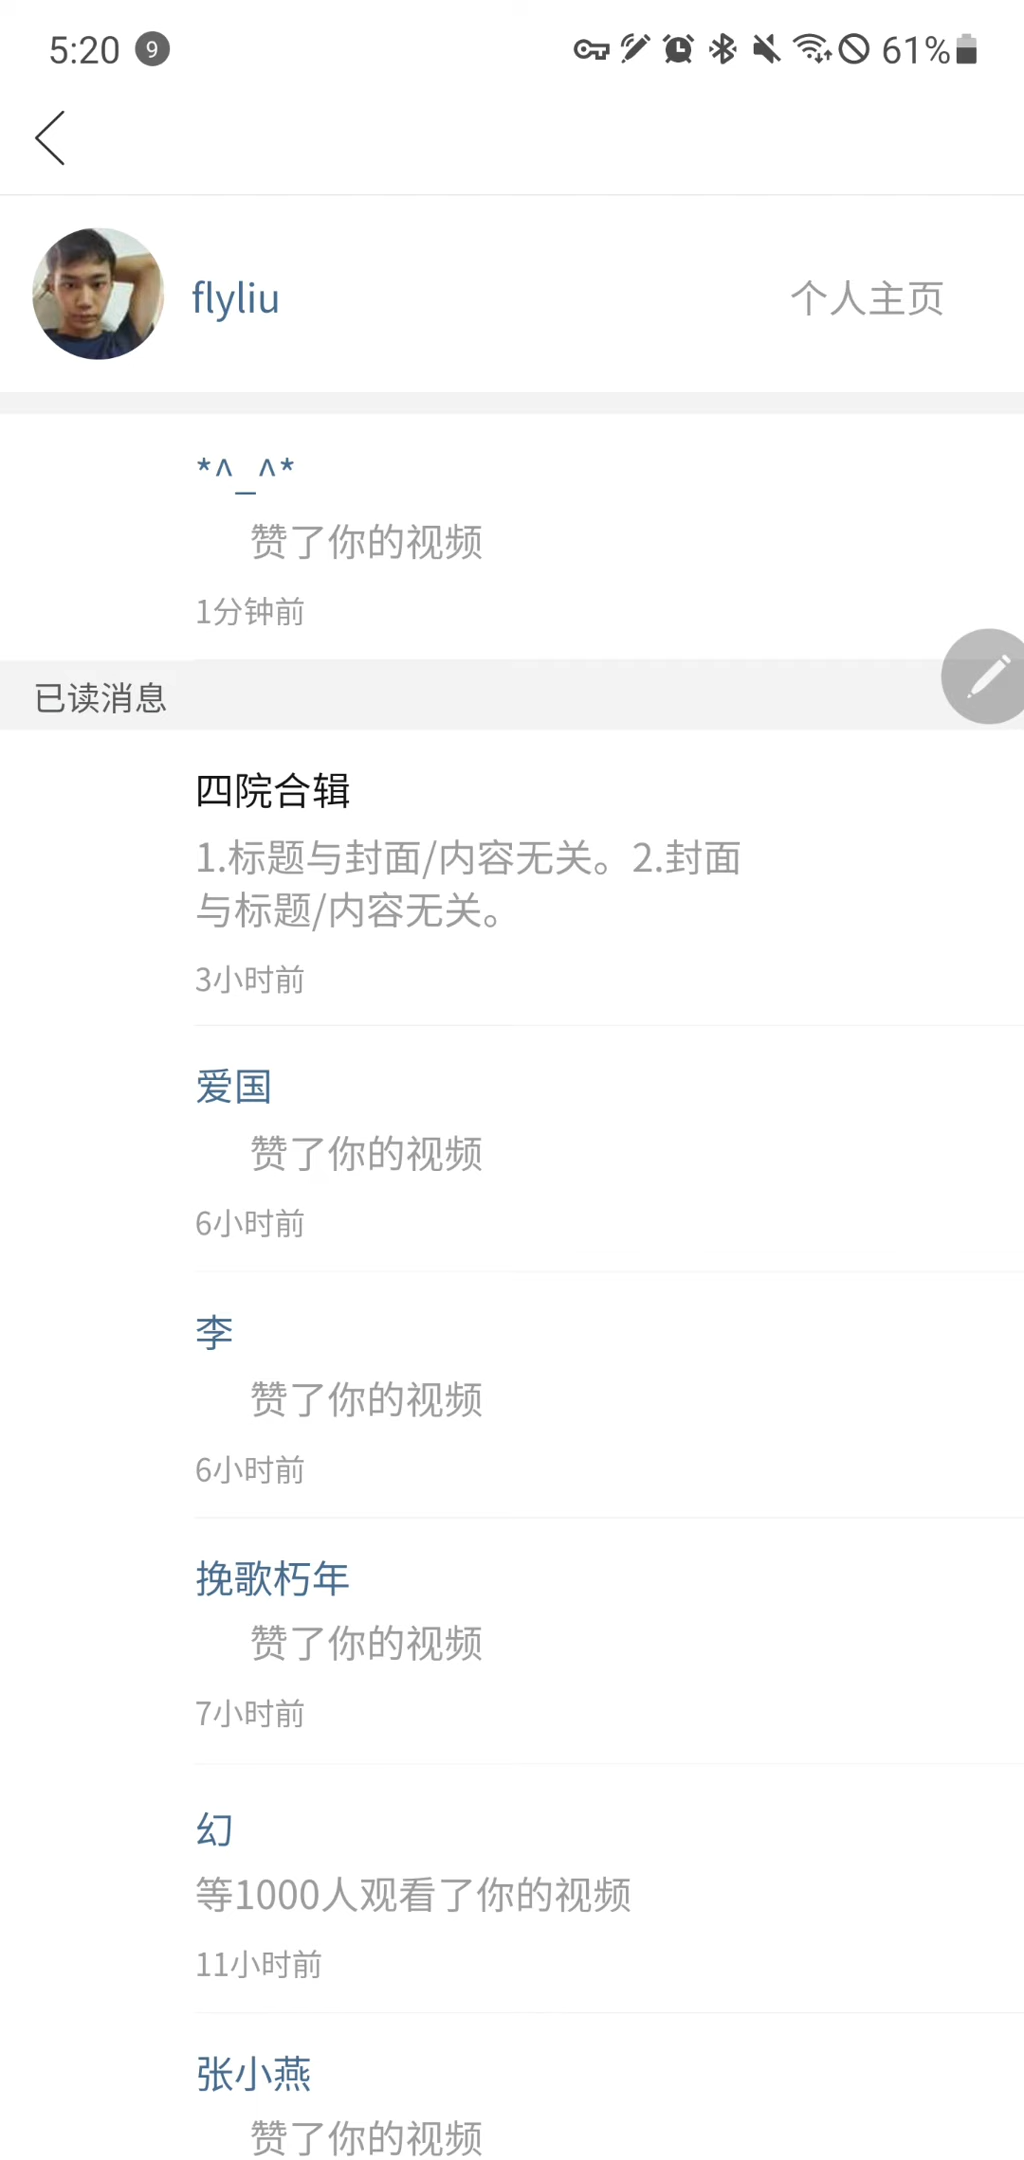 5:20 9 61%
flyliu 个人主页
*^_^*
赞了你的视频
1分钟前
已读消息
四院合辑
1.标题与封面/内容无关。2.封面
与标题/内容无关。
3小时前
爱国
赞了你的视频
6小时前
李
赞了你的视频
6小时前
挽歌朽年
赞了你的视频
7小时前
幻
等1000人观看了你的视频
11小时前
张小燕
赞了你的视频